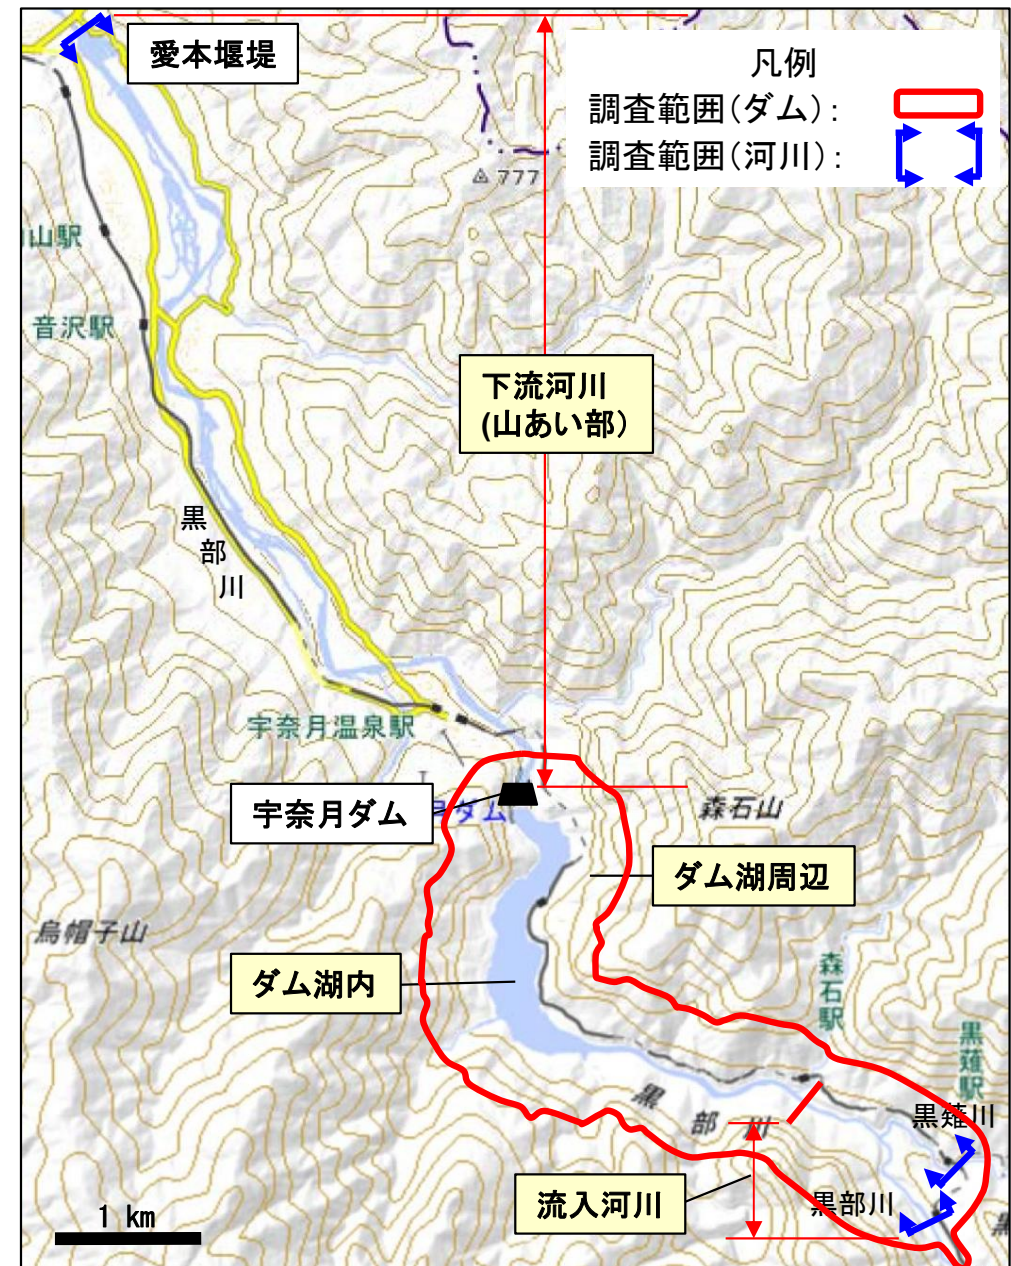 愛本堰堤
凡例
調査範囲(ダム):
調査範囲(河川):
777
山駅
音沢駅
下流河川
(山あい部)
黒部川
宇奈月温泉駅
宇奈月ダム
月ダム
森石山
ダム湖周辺
烏帽子山
ダム湖内
森石駅
黒薙駅
黒部川
黒薙川
流入河川
黒部川
1 km
黒